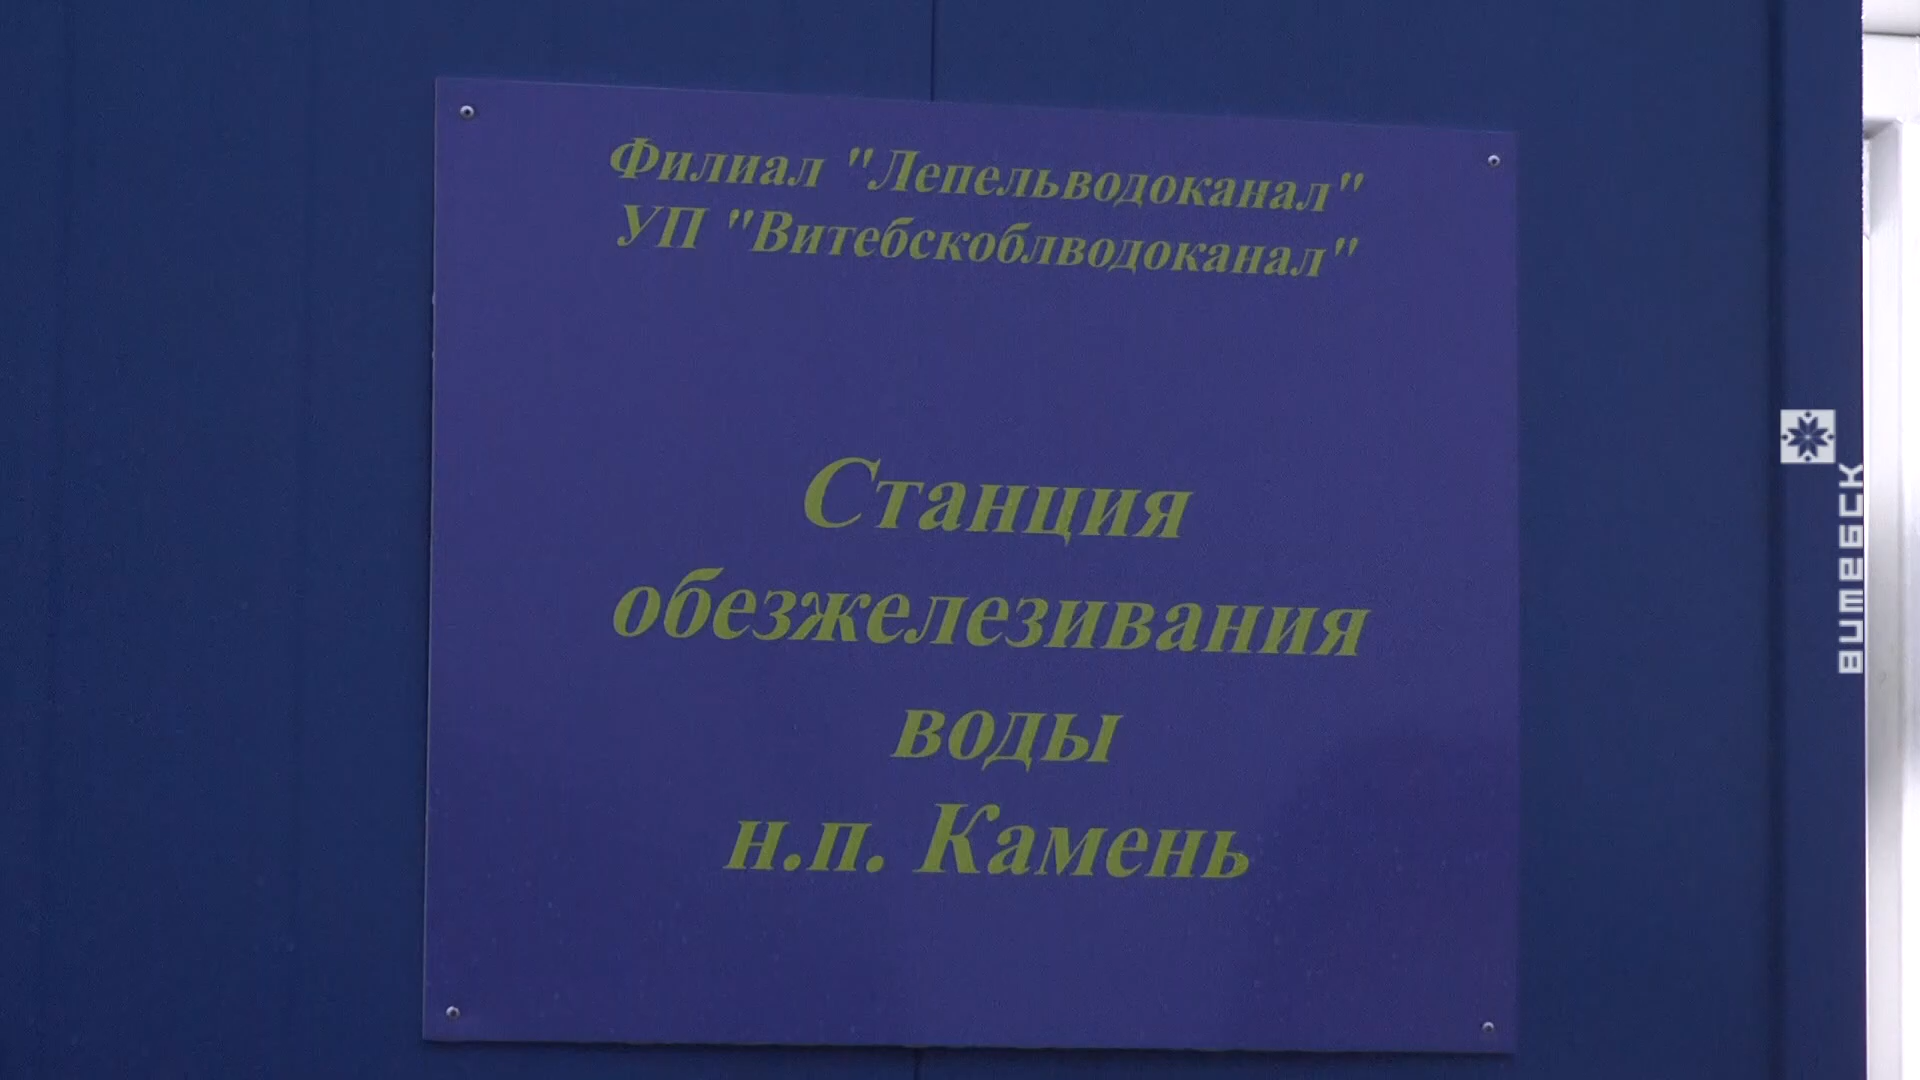 Филиал "Лепельводоканал"
УП "Витебскоблводоканал"
Станция
обезжелезивания
воды
н.п. Камень
Витебск